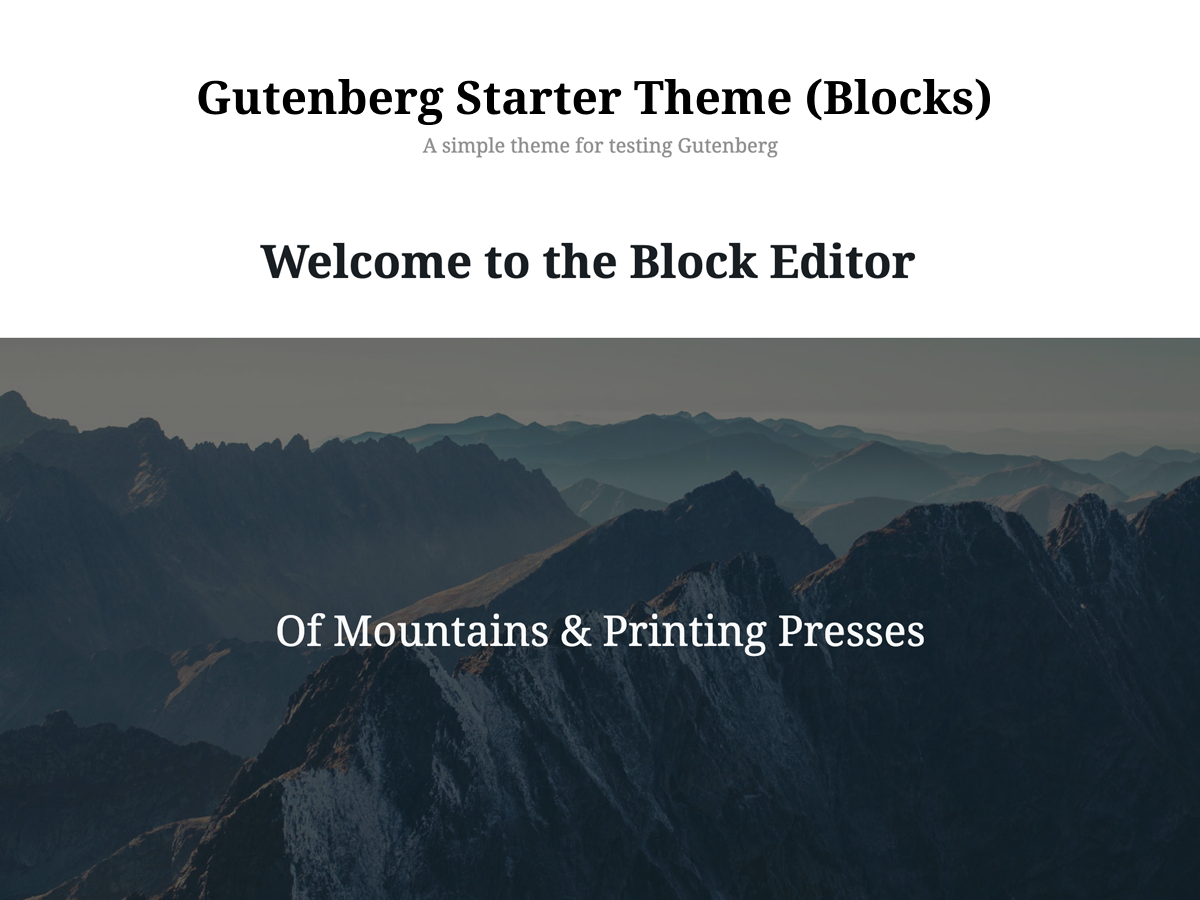 Gutenberg Starter Theme (Blocks)
A simple theme for testing Gutenberg
Welcome to the Block Editor
Of Mountains & Printing Presses